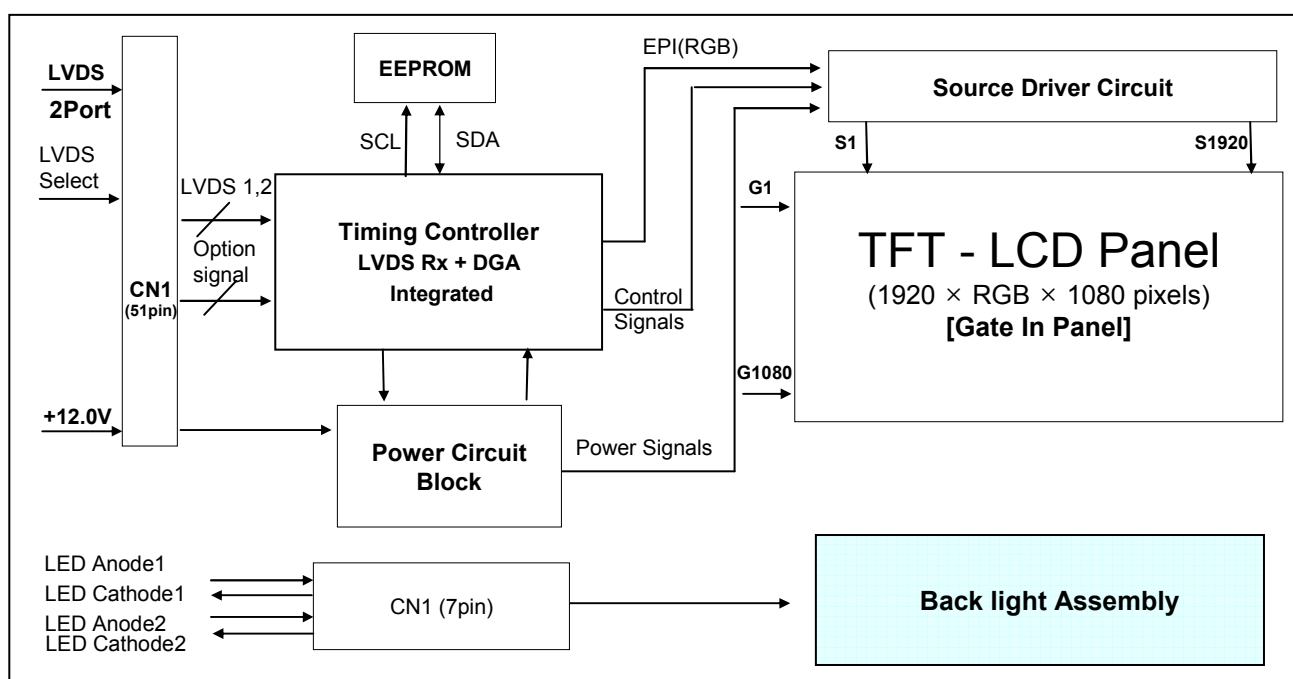 LVDS
2Port
LVDS
Select
+12.0V
CN1
(51pin)
LVDS 1,2
Option
signal
EEPROM
SCL
SDA
Timing Controller
LVDS Rx + DGA
Integrated
Power Circuit
Block
EPI(RGB)
Control
Signals
Power Signals
Source Driver Circuit
S1
S1920
G1
G1080
TFT - LCD Panel
(1920 × RGB × 1080 pixels)
[Gate In Panel]
LED Anode1
LED Cathode1
LED Anode2
LED Cathode2
CN1 (7pin)
Back light Assembly